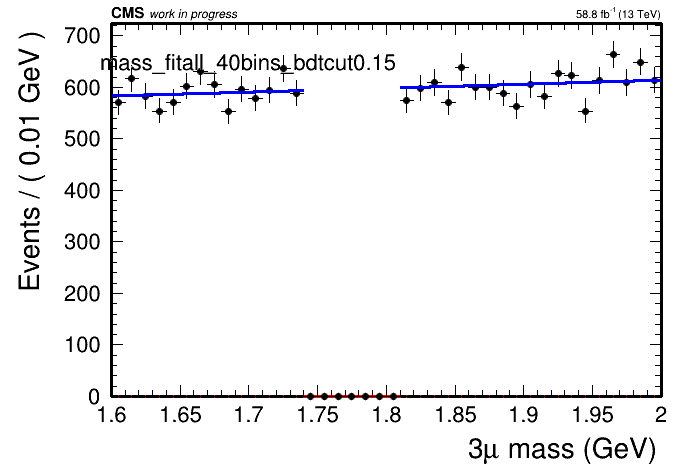 CMS work in progress
58.8 fb⁻¹ (13 TeV)
mass_fitall_40bins_bdtcut0.15
Events / ( 0.01 GeV )
700
600
500
400
300
200
100
0
1.6 1.65 1.7 1.75 1.8 1.85 1.9 1.95 2
3μ mass (GeV)